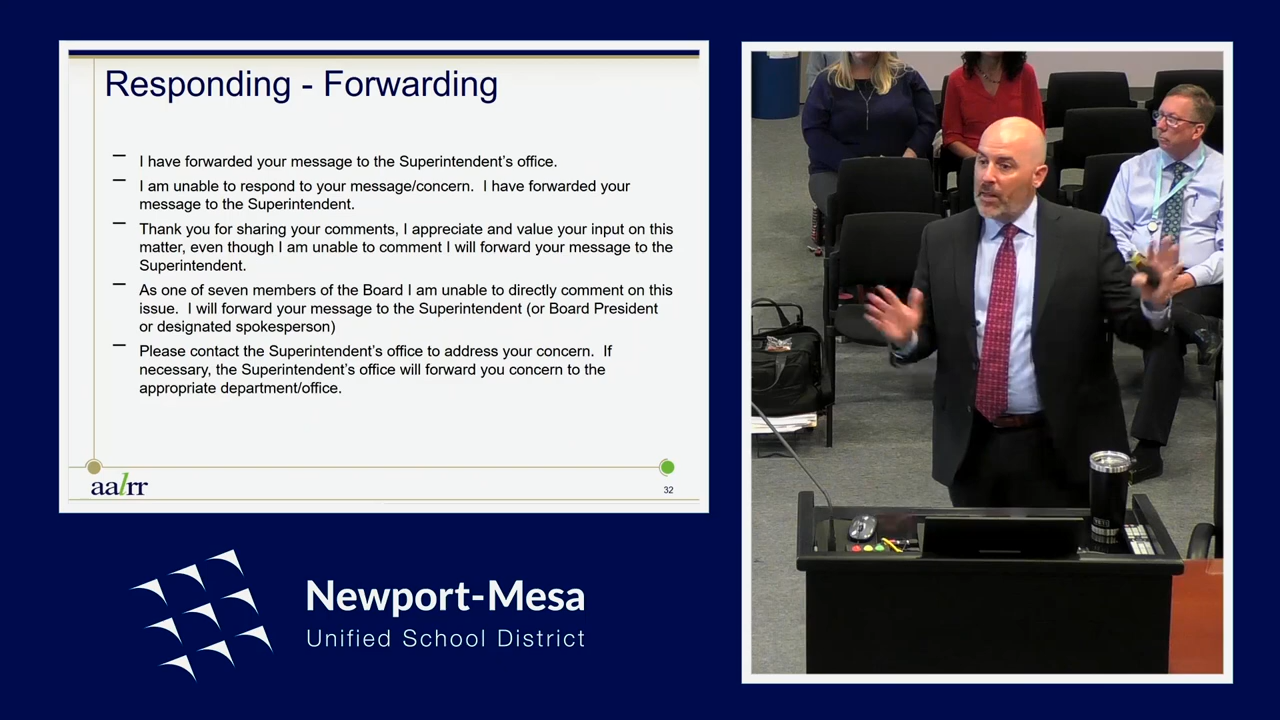 Responding - Forwarding
– I have forwarded your message to the Superintendent's office.
– I am unable to respond to your message/concern. I have forwarded your
message to the Superintendent.
– Thank you for sharing your comments, I appreciate and value your input on this
matter, even though I am unable to comment I will forward your message to the
Superintendent.
– As one of seven members of the Board I am unable to directly comment on this
issue. I will forward your message to the Superintendent (or Board President
or designated spokesperson)
– Please contact the Superintendent's office to address your concern. If
necessary, the Superintendent's office will forward you concern to the
appropriate department/office.
aalrr
32
Newport-Mesa
Unified School District
YETI